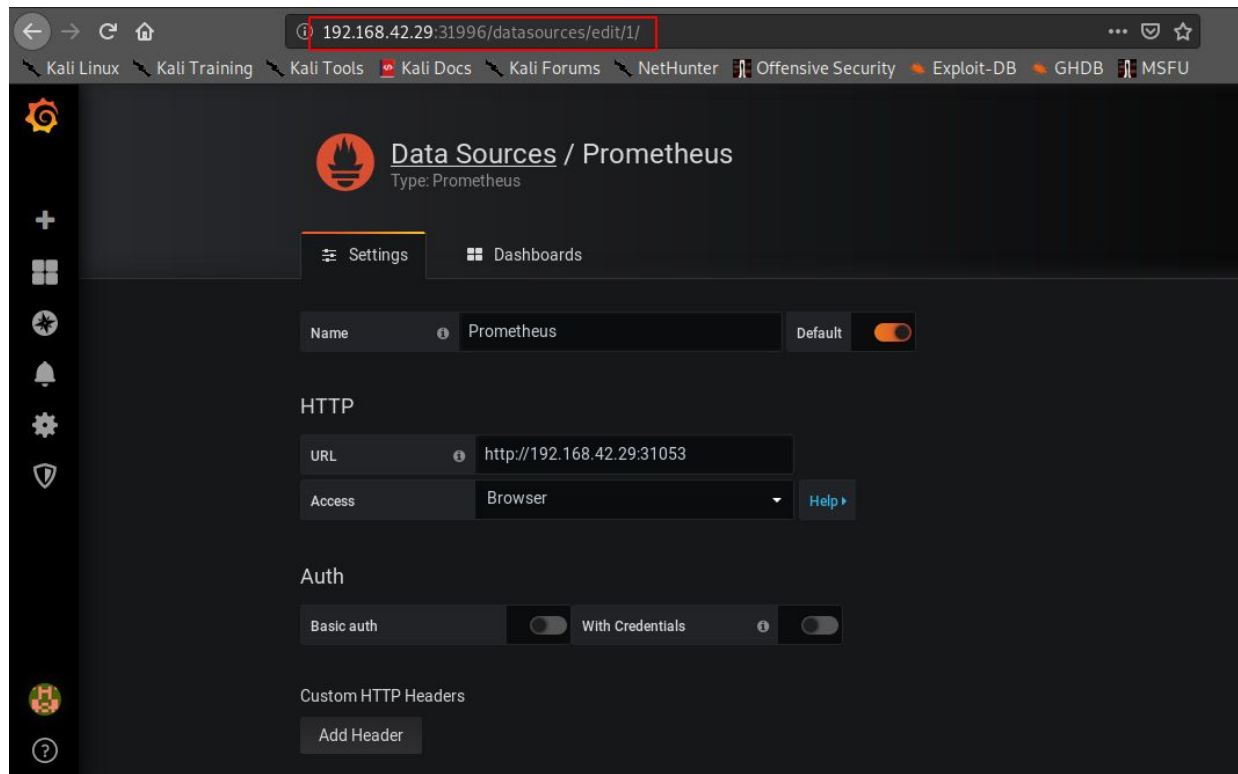 192.168.42.29:31996/datasources/edit/1/
Kali Linux Kali Training Kali Tools Kali Docs Kali Forums NetHunter Offensive Security Exploit-DB GHDB MSFU
Data Sources / Prometheus
Type: Prometheus
Settings Dashboards
Name Prometheus Default
HTTP
URL http://192.168.42.29:31053
Access Browser Help
Auth
Basic auth With Credentials
Custom HTTP Headers
Add Header